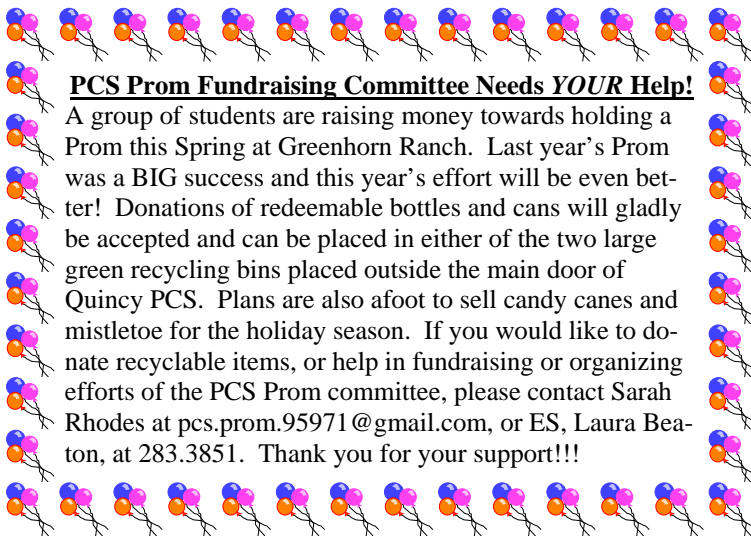 PCS Prom Fundraising Committee Needs YOUR Help!
A group of students are raising money towards holding a
Prom this Spring at Greenhorn Ranch.  Last year’s Prom
was a BIG success and this year’s effort will be even bet-
ter!  Donations of redeemable bottles and cans will gladly
be accepted and can be placed in either of the two large
green recycling bins placed outside the main door of
Quincy PCS.  Plans are also afoot to sell candy canes and
mistletoe for the holiday season.  If you would like to do-
nate recyclable items, or help in fundraising or organizing
efforts of the PCS Prom committee, please contact Sarah
Rhodes at pcs.prom.95971@gmail.com, or ES, Laura Bea-
ton, at 283.3851.  Thank you for your support!!!